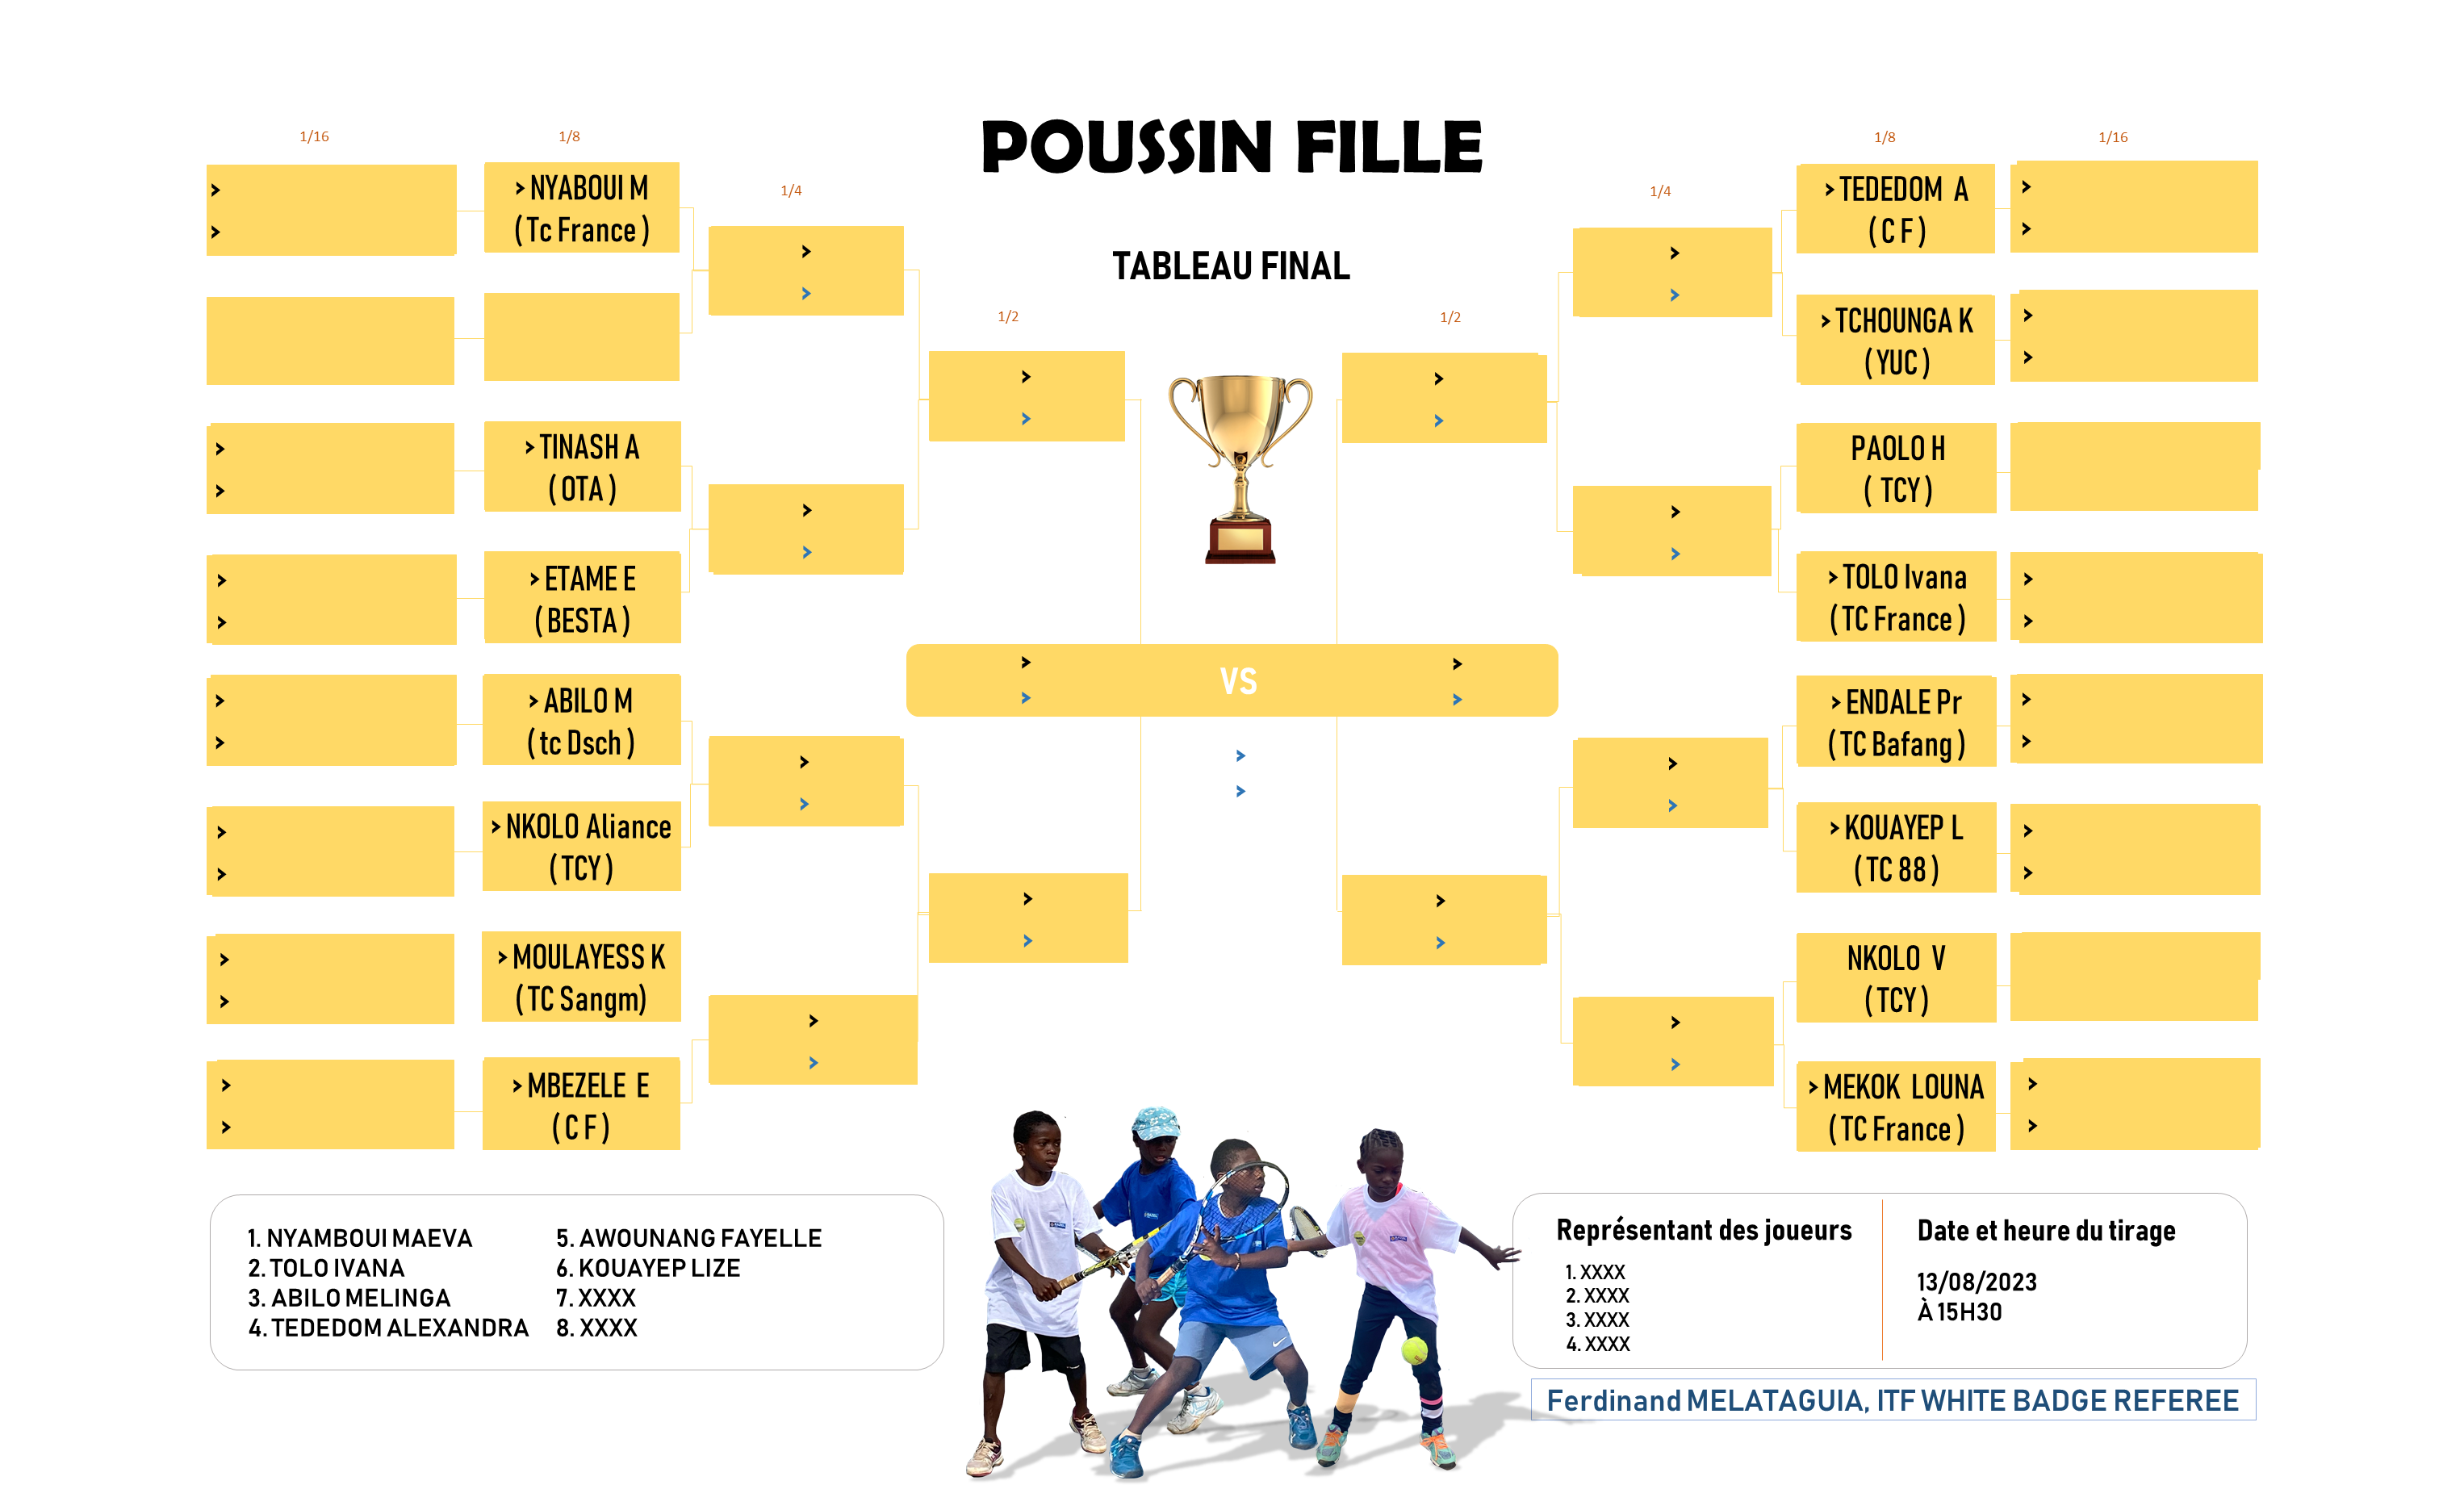 POUSSIN FILLE
TABLEAU FINAL
1/16
1/8
1/4
1/2
1/2
1/4
1/8
1/16
> NYABOUI M
( Tc France )
> TINASH A
( OTA )
> ETAME E
( BESTA )
> ABILO M
( tc Dsch )
> NKOLO Aliance
( TCY )
> MOULAYESS K
( TC Sangm)
> MBEZELE E
( C F )
VS
> TEDEDOM A
( C F )
> TCHOUNGA K
( YUC )
PAOLO H
( TCY )
> TOLO Ivana
( TC France )
> ENDALE Pr
( TC Bafang )
> KOUAYEP L
( TC 88 )
NKOLO V
( TCY )
> MEKOK LOUNA
( TC France )
1. NYAMBOUI MAEVA
2. TOLO IVANA
3. ABILO MELINGA
4. TEDEDOM ALEXANDRA
5. AWOUNANG FAYELLE
6. KOUAYEP LIZE
7. XXXX
8. XXXX
Représentant des joueurs
1. XXXX
2. XXXX
3. XXXX
4. XXXX
Date et heure du tirage
13/08/2023
À 15H30
Ferdinand MELATAGUIA, ITF WHITE BADGE REFEREE